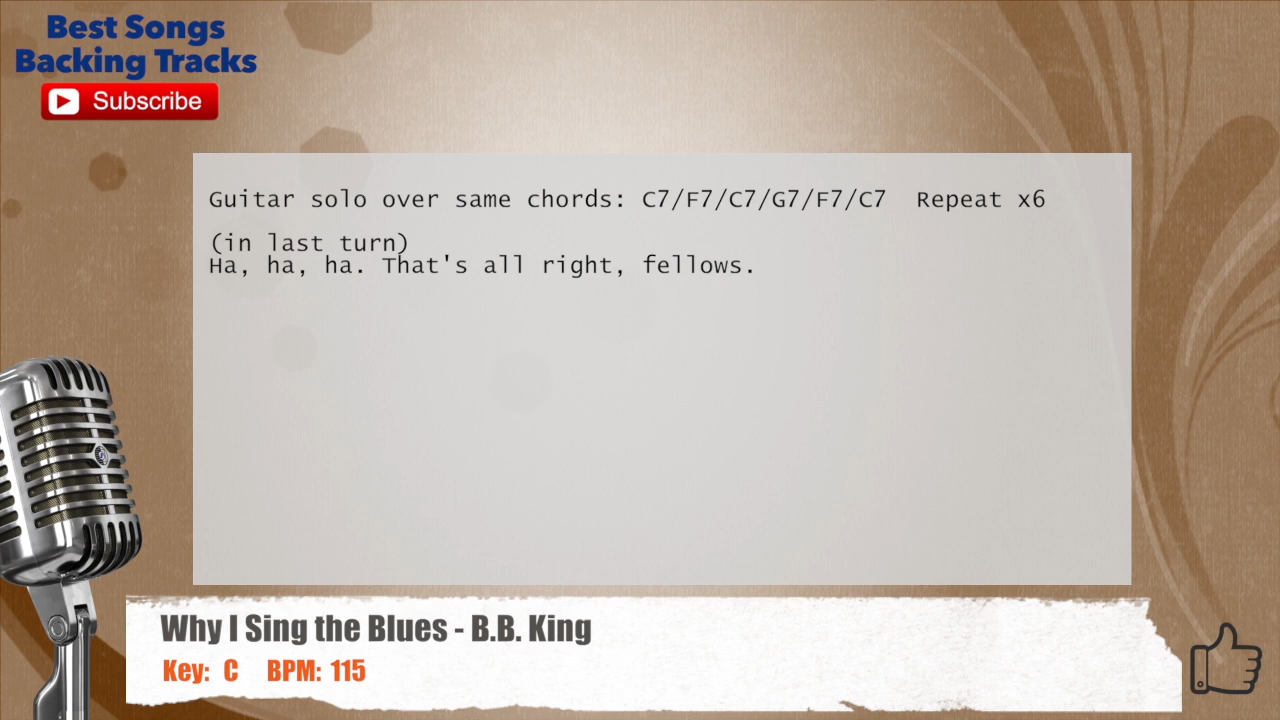 Best Songs
Backing Tracks
Subscribe
Guitar solo over same chords: C7/F7/C7/G7/F7/C7  Repeat x6
(in last turn)
Ha, ha, ha. That's all right, fellows.
Why I Sing the Blues - B.B. King
Key: C BPM: 115